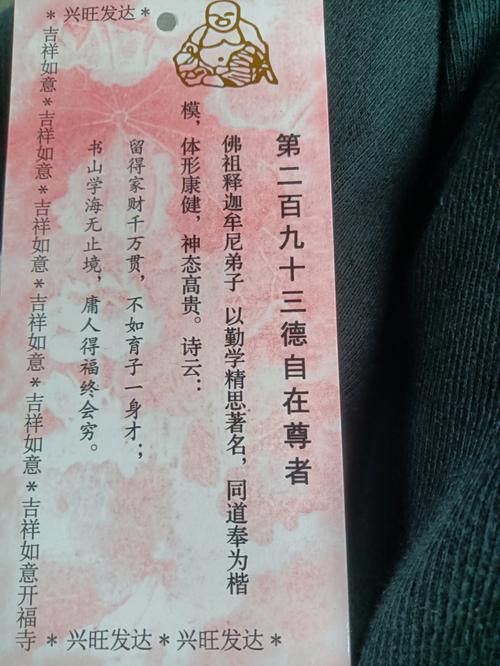 *兴旺发达*
第二百九十三德自在尊者
佛祖释迦牟尼弟子 以勤学精思著名，同道奉为楷
模，体形康健，神态高贵。诗云：
留得家财千万贯，不如育子一身才；
书山学海无止境，庸人得福终会穷。
吉祥如意*吉祥如意*吉祥如意*吉祥如意*吉祥如意*吉祥如意开福寺
*兴旺发达*兴旺发达*